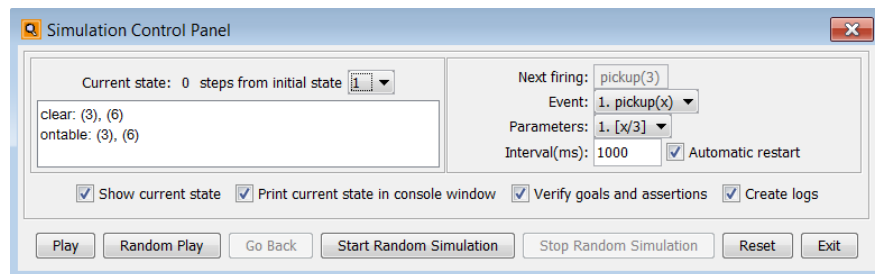 Simulation Control Panel
Current state: 0 steps from initial state 1
clear: (3), (6)
ontable: (3), (6)
Next firing: pickup(3)
Event: 1. pickup(x)
Parameters: 1. [x/3]
Interval(ms): 1000 Automatic restart
Show current state Print current state in console window Verify goals and assertions Create logs
Play Random Play Go Back Start Random Simulation Stop Random Simulation Reset Exit